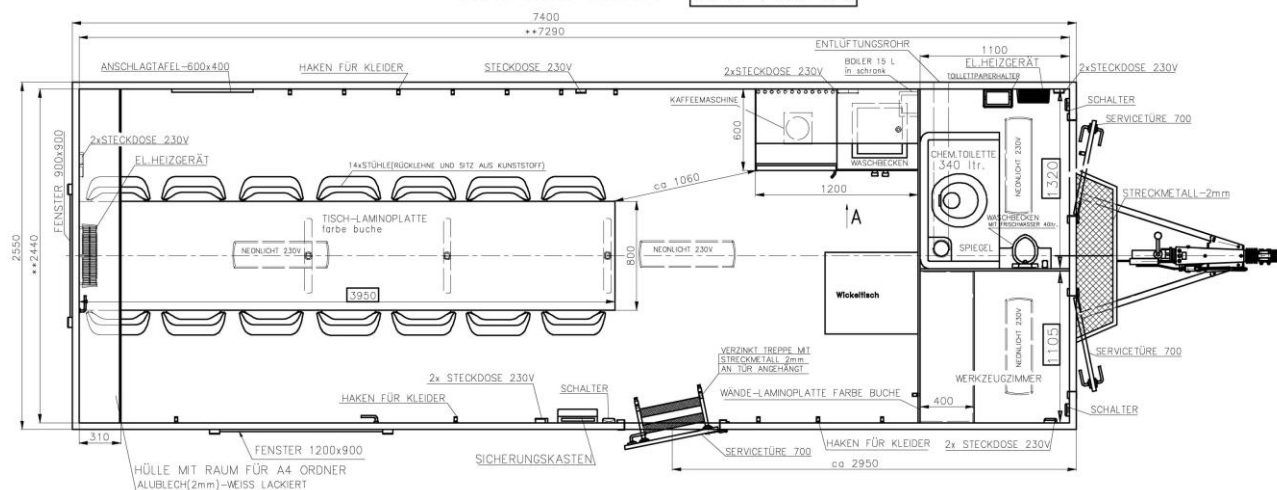 7400
**7290
ENTLÜFTUNGSROHR
1100
ANSCHLAGTAFEL-600x400
HAKEN FÜR KLEIDER
STECKDOSE 230V
2xSTECKDOSE 230V
BOILER 15 L
in schrank
EL.HEIZGERÄT
TOILETTPAPIERHALTER
2xSTECKDOSE 230V
SCHALTER
SERVICETÜRE 700
KAFFEEMASCHINE
600
WASCHBECKEN
2550
**2440
FENSTER 900x900
2xSTECKDOSE 230V
EL.HEIZGERÄT
14xSTÜHLE(RÜCKLEHNE UND SITZ AUS KUNSTSTOFF)
ca 1060
1200
CHEM.TOILETTE
340 ltr.
NEONLICHT 230V
1320
STRECKMETALL-2mm
TISCH-LAMINOPLATTE
farbe buche
NEONLICHT 230V
800
NEONLICHT 230V
A
WASCHBECKEN
MIT FRISCHWASSER 40ltr.
SPIEGEL
3950
Wickeltisch
NEONLICHT 230V
1105
SERVICETÜRE 700
VERZINKT TREPPE MIT
STRECKMETALL 2mm
AN TÜR ANGEHÄNGT
WERKZEUGZIMMER
2x STECKDOSE 230V
SCHALTER
WÄNDE-LAMINOPLATTE FARBE BUCHE
400
HAKEN FÜR KLEIDER
SCHALTER
310
FENSTER 1200x900
SICHERUNGSKASTEN
SERVICETÜRE 700
HAKEN FÜR KLEIDER
2x STECKDOSE 230V
ca 2950
HÜLLE MIT RAUM FÜR A4 ORDNER
ALUBLECH(2mm)-WEISS LACKIERT